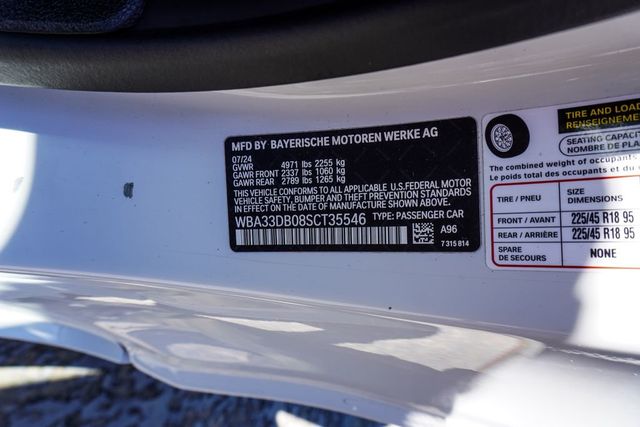 MFD BY BAYERISCHE MOTOREN WERKE AG
07/24
GVWR 4971 lbs 2255 kg
GAWR FRONT 2337 lbs 1060 kg
GAWR REAR 2789 lbs 1265 kg
THIS VEHICLE CONFORMS TO ALL APPLICABLE U.S.FEDERAL MOTOR
VEHICLE SAFETY, BUMPER, AND THEFT PREVENTION STANDARDS
IN EFFECT ON THE DATE OF MANUFACTURE SHOWN ABOVE.
WBA33DB08SCT35546 TYPE: PASSENGER CAR
A96
7 315 814
TIRE AND LOAD
SEATING CAPACI
NOMBRE DE PLA
The combined weight of occupants
Le poids total des occupants
TIRE / PNEU SIZE
DIMENSIONS
FRONT / AVANT 225/45 R18 95
REAR / ARRIÈRE 225/45 R18 95
SPARE
DE SECOURS NONE